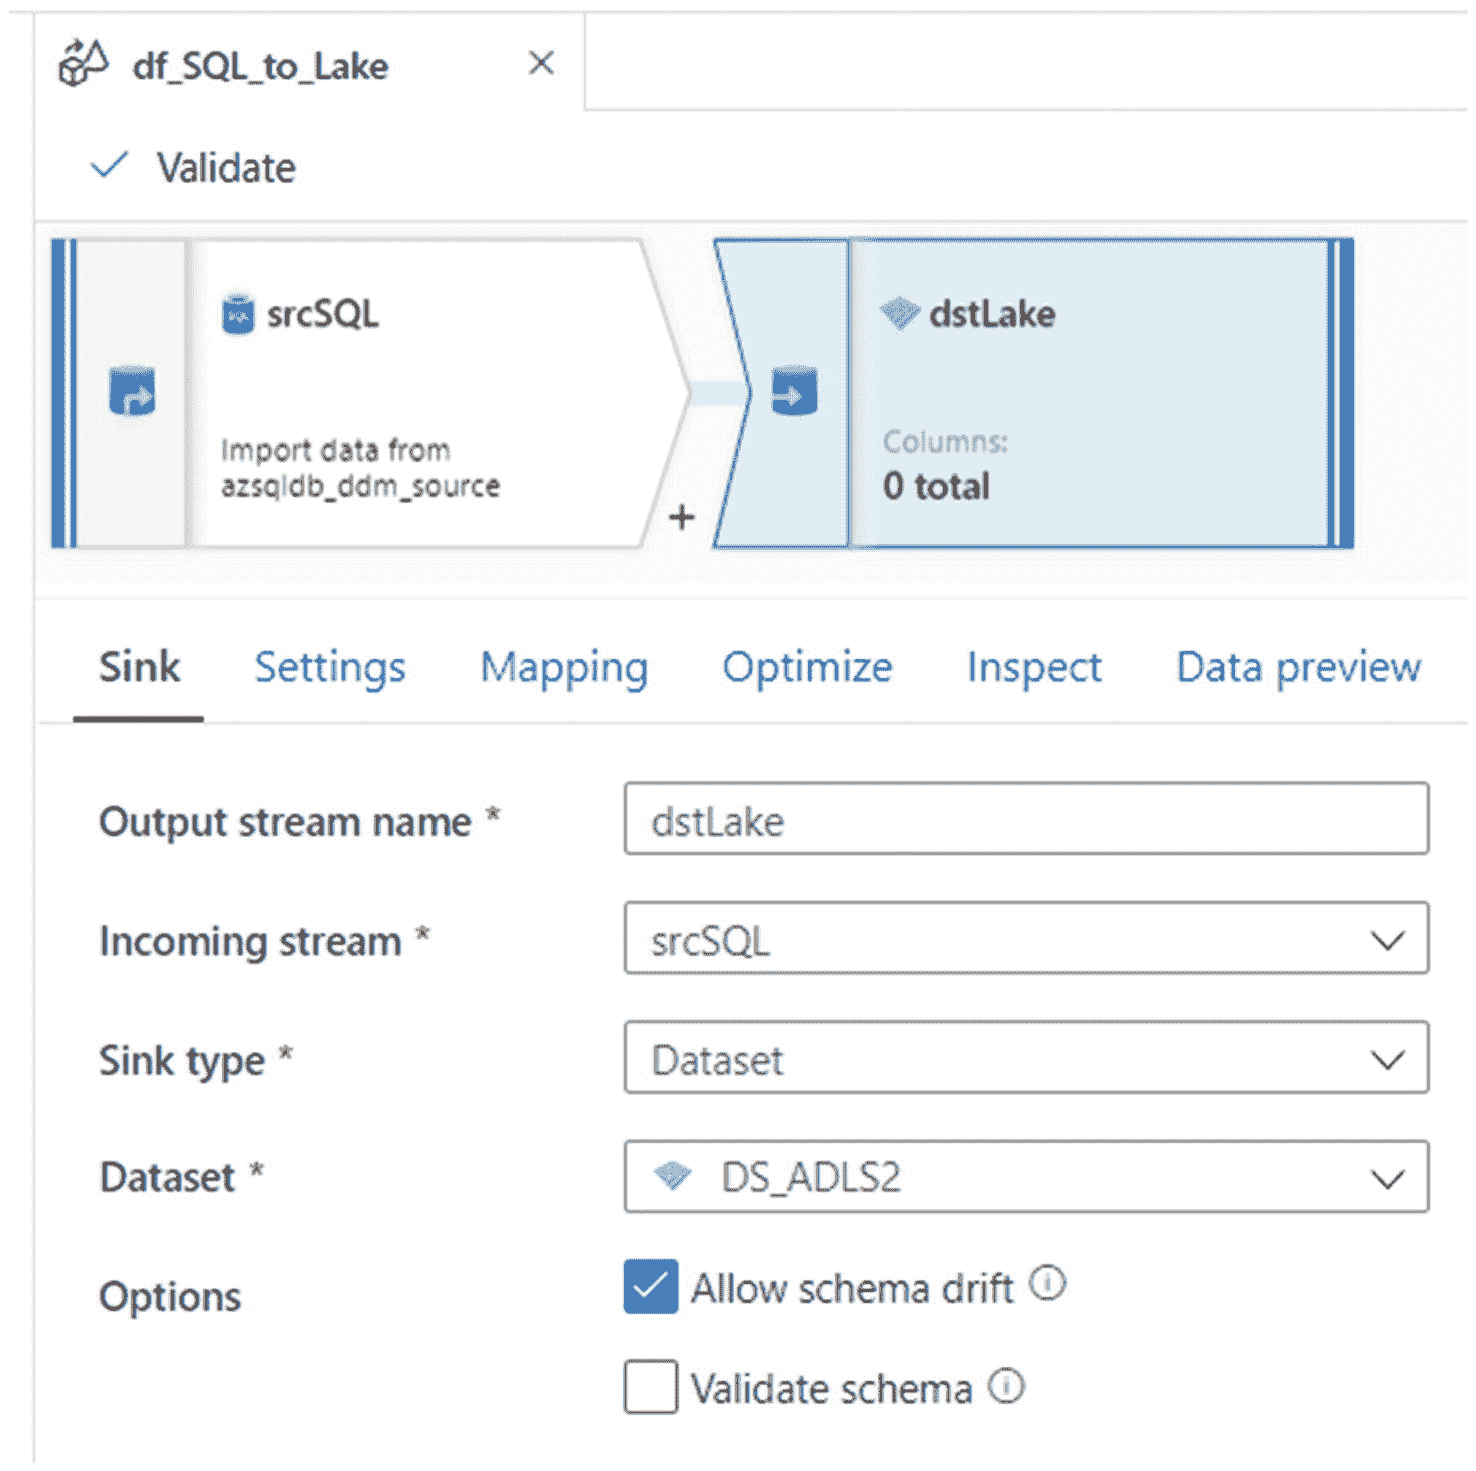 df_SQL_to_Lake
Validate
srcSQL
Import data from
azsqldb_ddm_source
+
dstLake
Columns:
0 total
Sink Settings Mapping Optimize Inspect Data preview
Output stream name * dstLake
Incoming stream * srcSQL
Sink type * Dataset
Dataset * DS_ADLS2
Options Allow schema drift
Validate schema